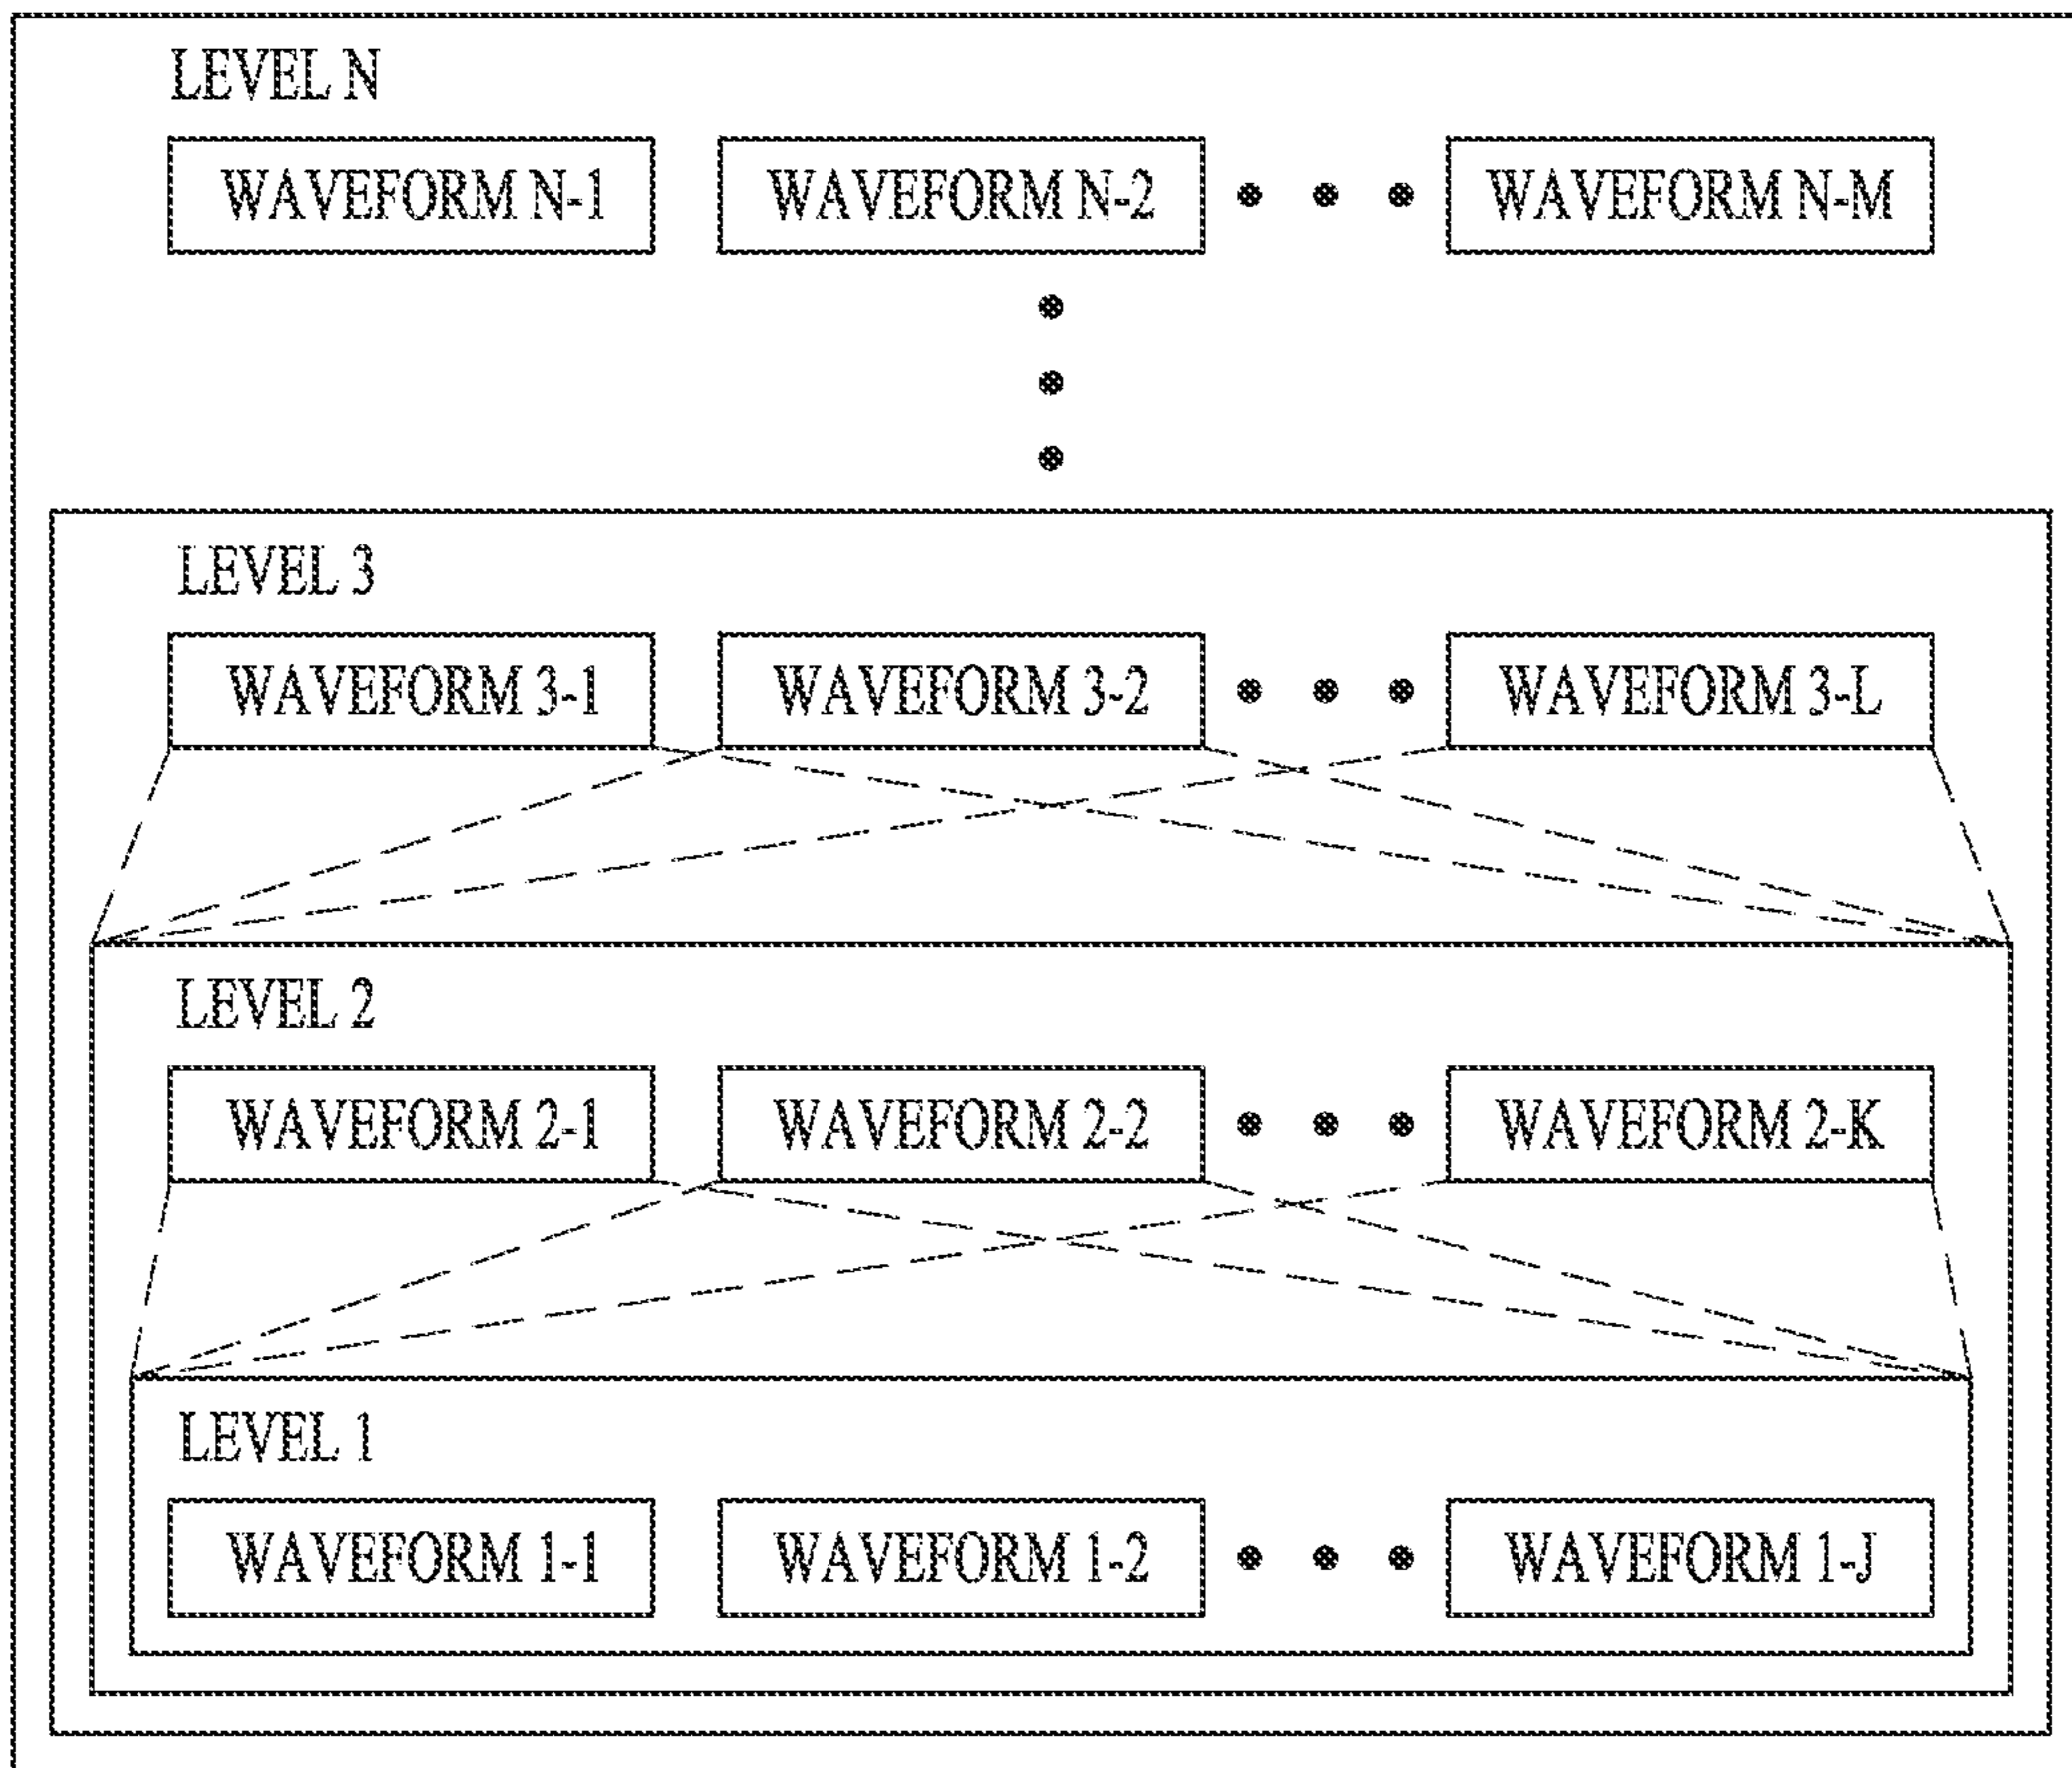 LEVEL N
WAVEFORM N-1 WAVEFORM N-2 WAVEFORM N-M
LEVEL 3
WAVEFORM 3-1 WAVEFORM 3-2 WAVEFORM 3-L
LEVEL 2
WAVEFORM 2-1 WAVEFORM 2-2 WAVEFORM 2-K
LEVEL 1
WAVEFORM 1-1 WAVEFORM 1-2 WAVEFORM 1-J